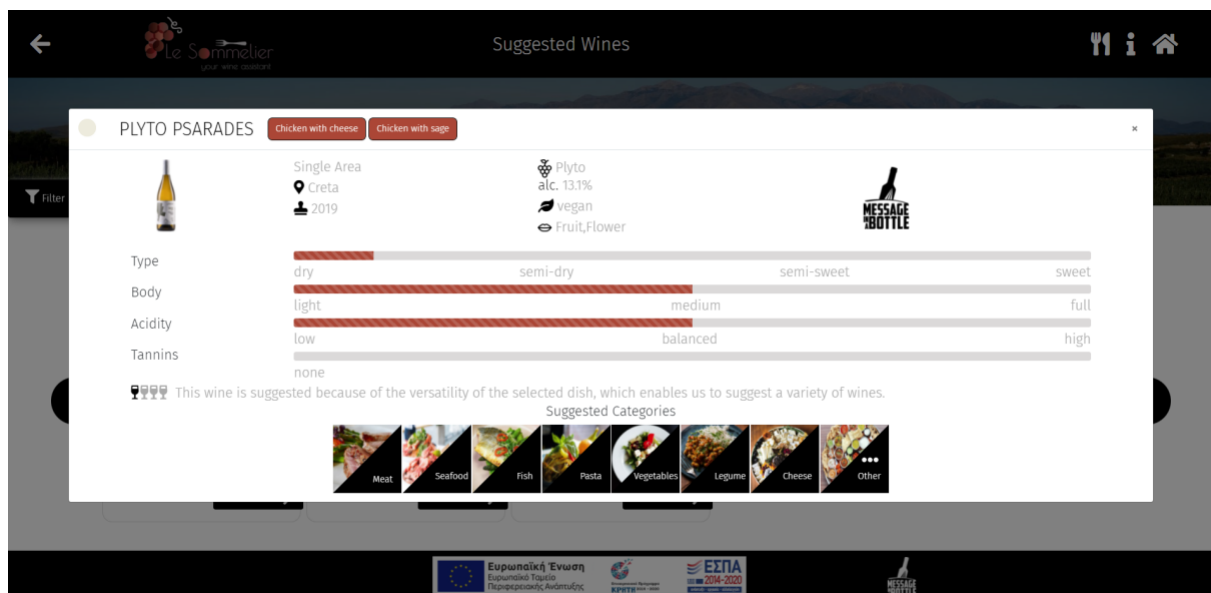 Le Sommelier
your wine assistant
Suggested Wines
PLYTO PSARADES
Chicken with cheese
Chicken with sage
×
Filter
Single Area
Creta
2019
Plyto
alc. 13.1%
vegan
Fruit,Flower
MESSAGE
IN A BOTTLE
Type
dry semi-dry semi-sweet sweet
Body
light medium full
Acidity
low balanced high
Tannins
none
This wine is suggested because of the versatility of the selected dish, which enables us to suggest a variety of wines.
Suggested Categories
Meat
Seafood
Fish
Pasta
Vegetables
Legume
Cheese
Other
Ευρωπαϊκή Ένωση
Ευρωπαϊκό Ταμείο
Περιφερειακής Ανάπτυξης
ΚΡΗΤΗ
ΕΣΠΑ
2014-2020
MESSAGE